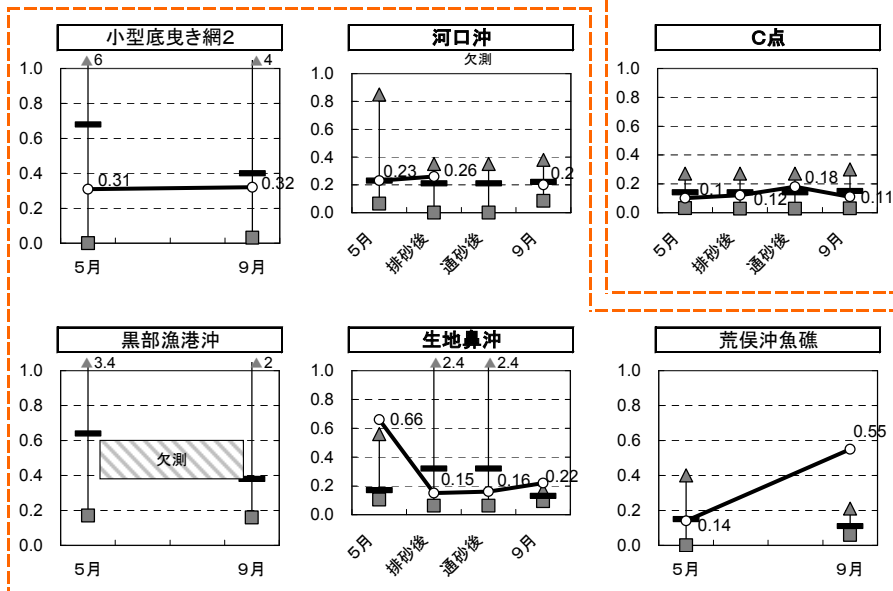 小型底曳き網2
6
4
1.0
0.8
0.6
0.4
0.2
0.0
0.31
0.32
5月
9月
河口沖
欠測
1.0
0.8
0.6
0.4
0.2
0.0
0.23
0.26
0.2
5月
排砂後
通砂後
9月
C点
1.0
0.8
0.6
0.4
0.2
0.0
0.1
0.12
0.18
0.11
5月
排砂後
通砂後
9月
黒部漁港沖
3.4
2
1.0
0.8
0.6
0.4
0.2
0.0
欠測
5月
9月
生地鼻沖
2.4
2.4
1.0
0.8
0.6
0.4
0.2
0.0
0.66
0.15
0.16
0.22
5月
排砂後
通砂後
9月
荒俣沖魚礁
1.0
0.8
0.6
0.4
0.2
0.0
0.14
0.55
5月
9月